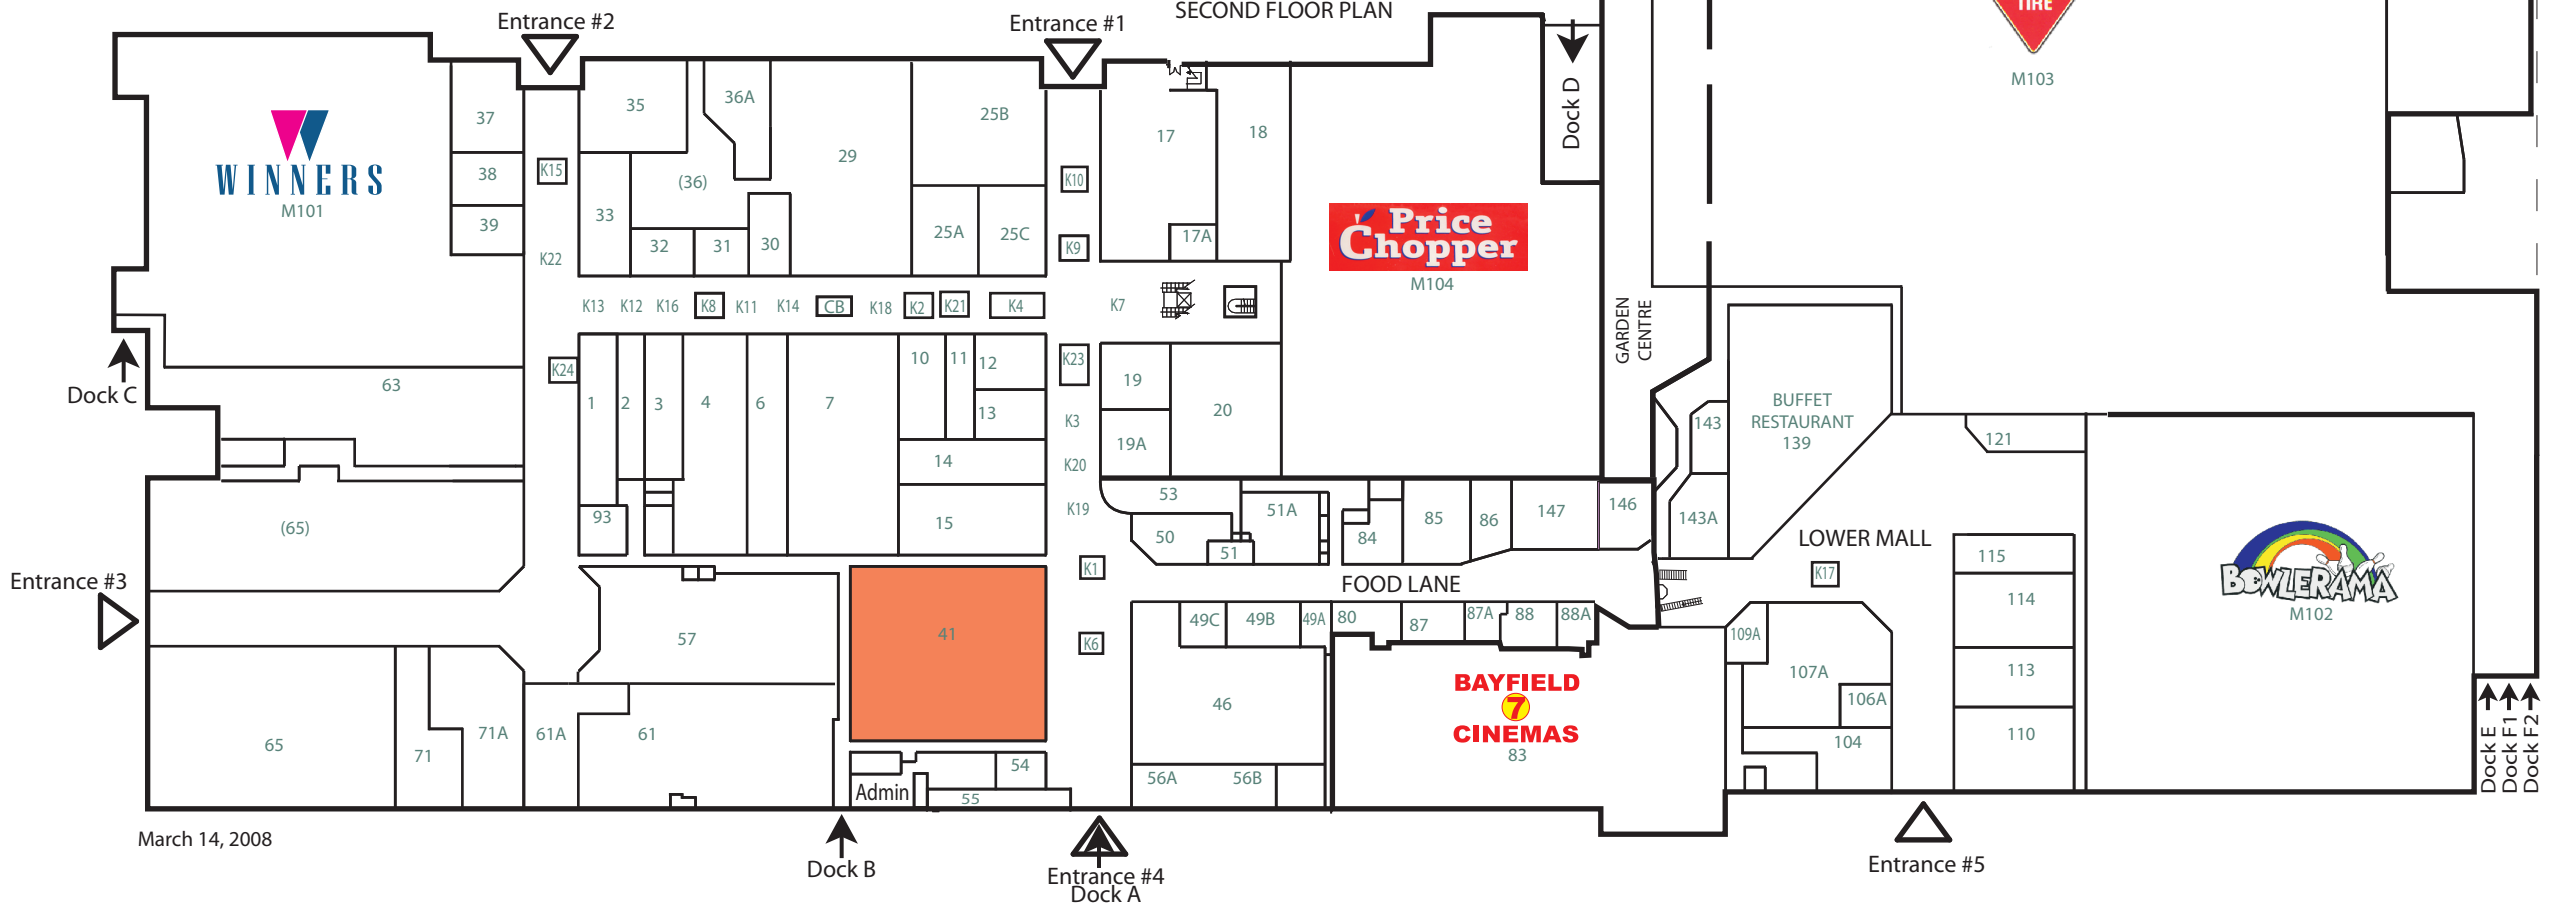 SECOND FLOOR PLAN
Entrance #2
Entrance #1
TIRE
M103
Dock D
WINNERS
M101
37
38
39
K15
K22
35
36A
(36)
33
32
31
30
29
25B
25A
25C
K10
K9
17
17A
18
Price
Chopper
M104
GARDEN
CENTRE
K13
K12
K16
K8
K11
K14
CB
K18
K2
K21
K4
K7
Dock C
63
K24
1
2
3
4
6
7
10
11
12
13
14
15
93
K23
K3
K20
K19
19
19A
20
BUFFET
RESTAURANT
139
143
143A
121
(65)
53
50
51
51A
84
85
86
147
146
LOWER MALL
K17
115
114
113
110
BOWLERAMA
M102
Entrance #3
57
41
K1
K6
FOOD LANE
49C
49B
49A
80
87
87A
88
88A
109A
107A
106A
104
46
BAYFIELD
7
CINEMAS
83
65
71
71A
61A
61
54
Admin
55
56A
56B
Dock E
Dock F1
Dock F2
March 14, 2008
Dock B
Entrance #4
Dock A
Entrance #5